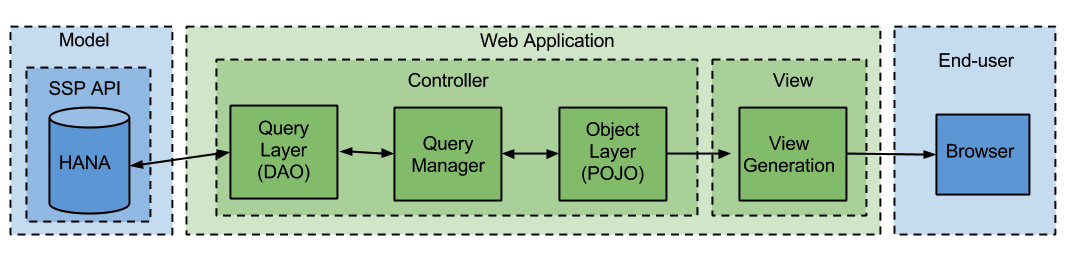 Model
SSP API
HANA
Web Application
Controller
Query
Layer
(DAO)
Query
Manager
Object
Layer
(POJO)
View
View
Generation
End-user
Browser